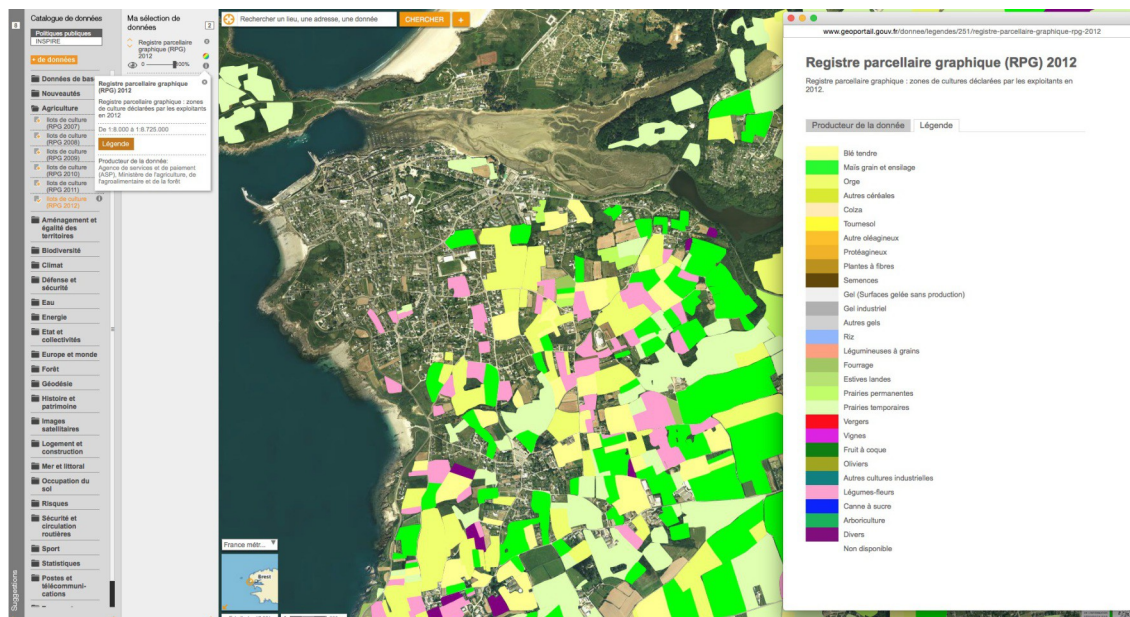 Catalogue de données
Politiques publiques
INSPIRE
+ de données
Données de bas
Nouveautés
Agriculture
Ilots de culture
(RPG 2007)
Ilots de culture
(RPG 2008)
Ilots de culture
(RPG 2009)
Ilots de culture
(RPG 2010)
Ilots de culture
(RPG 2011)
Ilots de culture
(RPG 2012)
Aménagement et
égalité des
territoires
Biodiversité
Climat
Défense et
sécurité
Eau
Energie
Etat et
collectivités
Europe et monde
Forêt
Géodésie
Histoire et
patrimoine
Images
satellitaires
Logement et
construction
Mer et littoral
Occupation du
sol
Risques
Sécurité et
circulation
routières
Sport
Statistiques
Postes et
télécommuni-
cations
Suggestions
Ma sélection de
données
2
Registre parcellaire
graphique (RPG)
2012
0 100%
Registre parcellaire graphique
(RPG) 2012
Registre parcellaire graphique : zones
de culture déclarées par les exploitants
en 2012
De 1:8.000 à 1:8.725.000
Légende
Producteur de la donnée:
Agence de services et de paiement
(ASP), Ministère de l'agriculture, de
l'agroalimentaire et de la forêt
Rechercher un lieu, une adresse, une donnée
CHERCHER
+
France métr...
Brest
www.geoportail.gouv.fr/donnee/legendes/251/registre-parcellaire-graphique-rpg-2012
Registre parcellaire graphique (RPG) 2012
Registre parcellaire graphique : zones de cultures déclarées par les exploitants en
2012.
Producteur de la donnée
Légende
Blé tendre
Maïs grain et ensilage
Orge
Autres céréales
Colza
Tournesol
Autre oléagineux
Protéagineux
Plantes à fibres
Semences
Gel (Surfaces gelée sans production)
Gel industriel
Autres gels
Riz
Légumineuses à grains
Fourrage
Estives landes
Prairies permanentes
Prairies temporaires
Vergers
Vignes
Fruit à coque
Oliviers
Autres cultures industrielles
Légumes-fleurs
Canne à sucre
Arboriculture
Divers
Non disponible